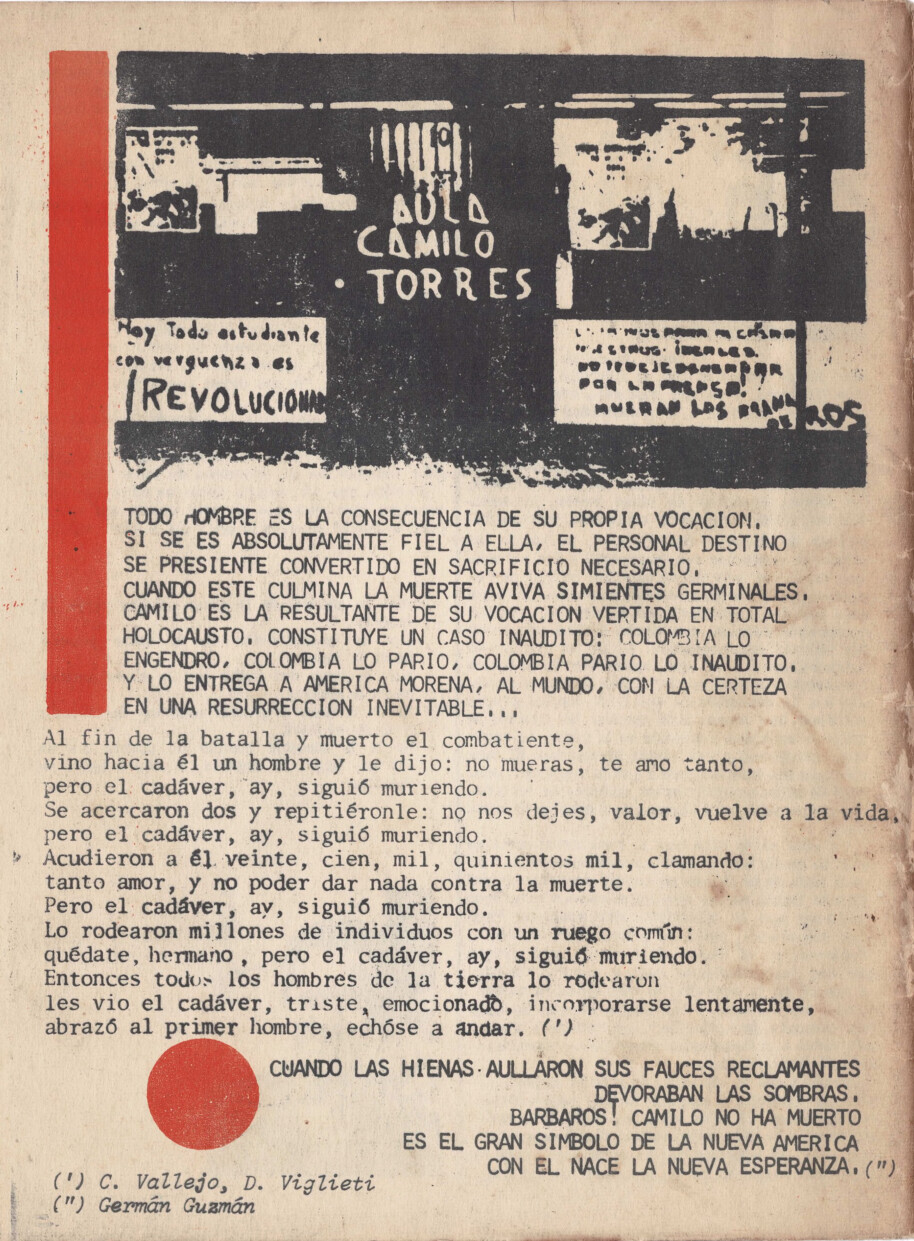 AULA
CAMILO
· TORRES
Hoy Todo estudiante
con verguenza es
REVOLUCIONA
POR LA PRENSA!
MUERAN LOS
TODO HOMBRE ES LA CONSECUENCIA DE SU PROPIA VOCACION.
SI SE ES ABSOLUTAMENTE FIEL A ELLA, EL PERSONAL DESTINO
SE PRESIENTE CONVERTIDO EN SACRIFICIO NECESARIO.
CUANDO ESTE CULMINA LA MUERTE AVIVA SIMIENTES GERMINALES.
CAMILO ES LA RESULTANTE DE SU VOCACION VERTIDA EN TOTAL
HOLOCAUSTO. CONSTITUYE UN CASO INAUDITO: COLOMBIA LO
ENGENDRO, COLOMBIA LO PARIO, COLOMBIA PARIO LO INAUDITO.
Y LO ENTREGA A AMERICA MORENA, AL MUNDO, CON LA CERTEZA
EN UNA RESURRECCION INEVITABLE...
Al fin de la batalla y muerto el combatiente,
vino hacia él un hombre y le dijo: no mueras, te amo tanto,
pero el cadáver, ay, siguió muriendo.
Se acercaron dos y repitiéronle: no nos dejes, valor, vuelve a la vida,
pero el cadáver, ay, siguió muriendo.
Acudieron a él veinte, cien, mil, quinientos mil, clamando:
tanto amor, y no poder dar nada contra la muerte.
Pero el cadáver, ay, siguió muriendo.
Lo rodearon millones de individuos con un ruego común:
quédate, hermano, pero el cadáver, ay, siguió muriendo.
Entonces todos los hombres de la tierra lo rodearon
les vio el cadáver, triste, emocionado, incorporarse lentamente,
abrazó al primer hombre, echóse a andar. (')
CUANDO LAS HIENAS AULLARON SUS FAUCES RECLAMANTES
DEVORABAN LAS SOMBRAS.
BARBAROS! CAMILO NO HA MUERTO
ES EL GRAN SIMBOLO DE LA NUEVA AMERICA
CON EL NACE LA NUEVA ESPERANZA. (")
(') C. Vallejo, D. Viglieti
(") Germán Guzmán